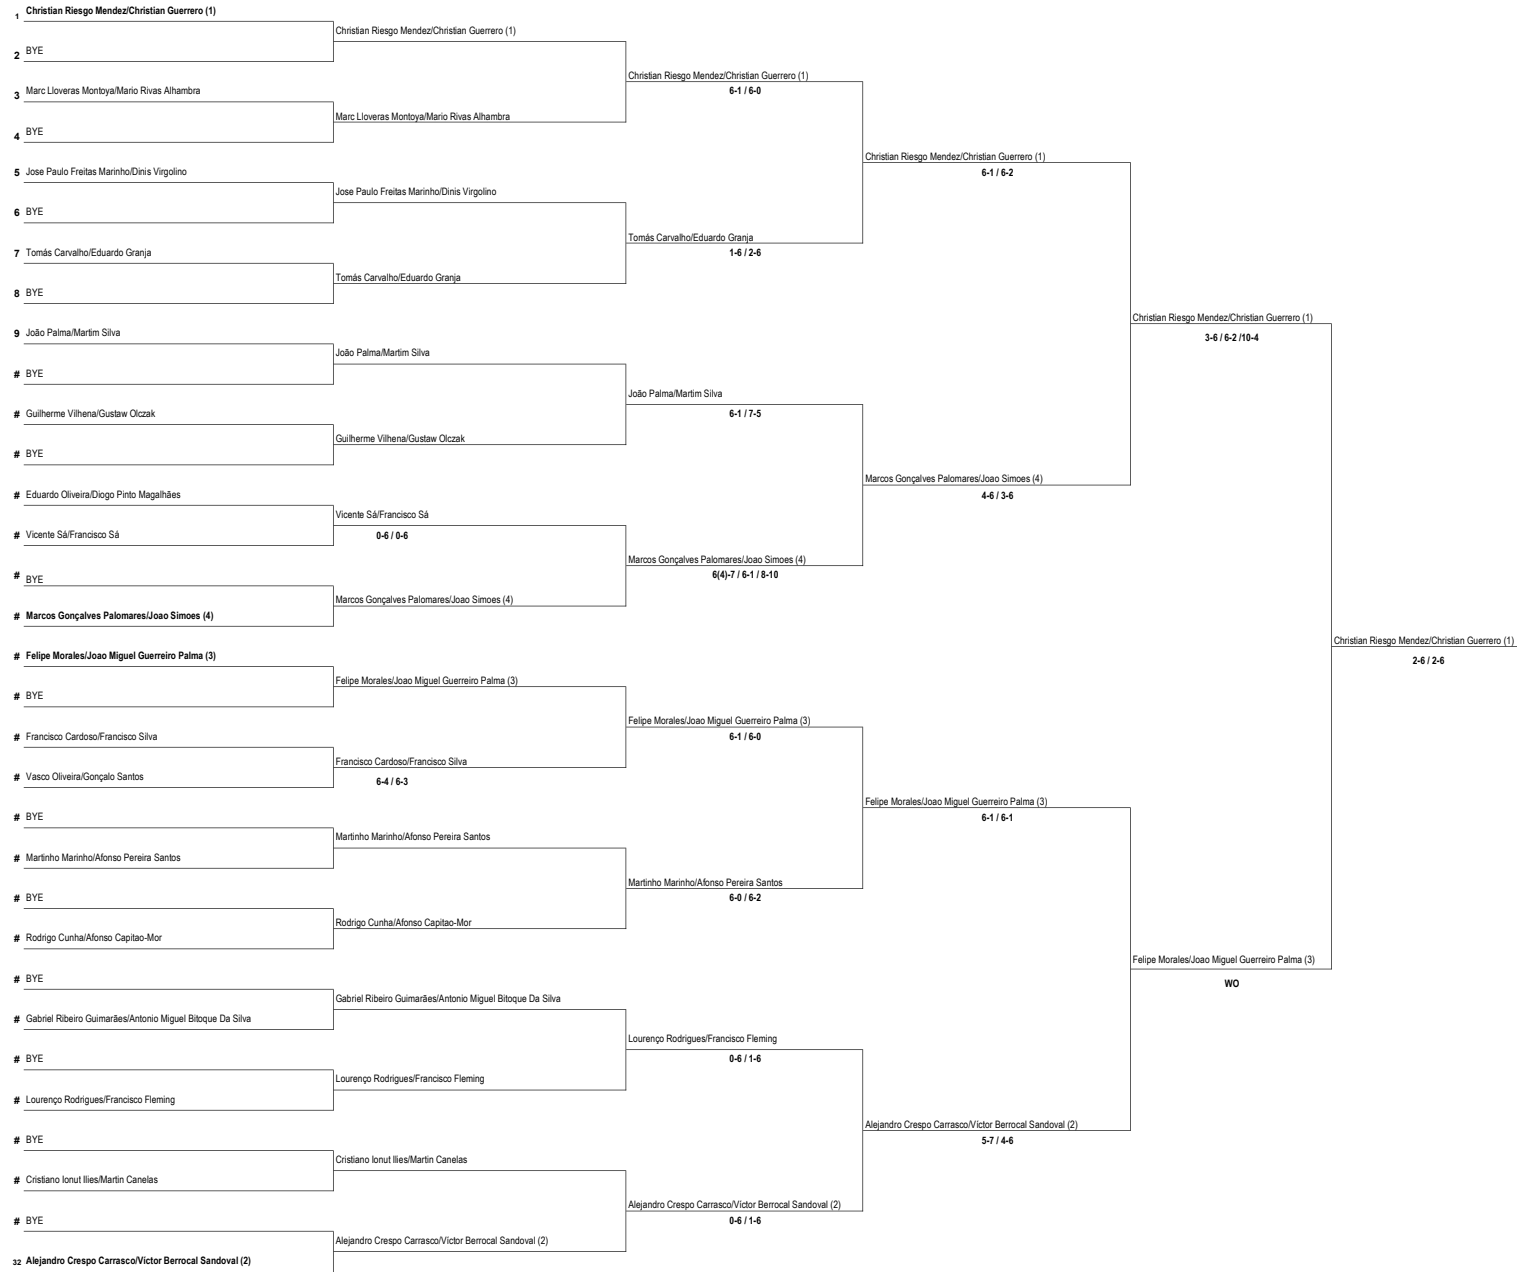 Christian Riesgo Mendez/Christian Guerrero (1)
1
Christian Riesgo Mendez/Christian Guerrero (1)
2 BYE
Christian Riesgo Mendez/Christian Guerrero (1)
6-1 / 6-0
3 Marc Lloveras Montoya/Mario Rivas Alhambra
Marc Lloveras Montoya/Mario Rivas Alhambra
4 BYE
Christian Riesgo Mendez/Christian Guerrero (1)
6-1 / 6-2
5 Jose Paulo Freitas Marinho/Dinis Virgolino
Jose Paulo Freitas Marinho/Dinis Virgolino
6 BYE
Tomás Carvalho/Eduardo Granja
1-6 / 2-6
7 Tomás Carvalho/Eduardo Granja
Tomás Carvalho/Eduardo Granja
8 BYE
Christian Riesgo Mendez/Christian Guerrero (1)
3-6 / 6-2 /10-4
9 João Palma/Martim Silva
João Palma/Martim Silva
# BYE
João Palma/Martim Silva
6-1 / 7-5
# Guilherme Vilhena/Gustaw Olczak
Guilherme Vilhena/Gustaw Olczak
# BYE
Marcos Gonçalves Palomares/Joao Simoes (4)
4-6 / 3-6
# Eduardo Oliveira/Diogo Pinto Magalhães
Vicente Sá/Francisco Sá
# Vicente Sá/Francisco Sá
0-6 / 0-6
Marcos Gonçalves Palomares/Joao Simoes (4)
6(4)-7 / 6-1 / 8-10
# BYE
Marcos Gonçalves Palomares/Joao Simoes (4)
# Marcos Gonçalves Palomares/Joao Simoes (4)
Christian Riesgo Mendez/Christian Guerrero (1)
2-6 / 2-6
# Felipe Morales/Joao Miguel Guerreiro Palma (3)
Felipe Morales/Joao Miguel Guerreiro Palma (3)
# BYE
Felipe Morales/Joao Miguel Guerreiro Palma (3)
6-1 / 6-0
# Francisco Cardoso/Francisco Silva
Francisco Cardoso/Francisco Silva
# Vasco Oliveira/Gonçalo Santos
6-4 / 6-3
Felipe Morales/Joao Miguel Guerreiro Palma (3)
6-1 / 6-1
# BYE
Martinho Marinho/Afonso Pereira Santos
# Martinho Marinho/Afonso Pereira Santos
Martinho Marinho/Afonso Pereira Santos
6-0 / 6-2
# BYE
Rodrigo Cunha/Afonso Capitao-Mor
# Rodrigo Cunha/Afonso Capitao-Mor
Felipe Morales/Joao Miguel Guerreiro Palma (3)
WO
# BYE
Gabriel Ribeiro Guimarães/Antonio Miguel Bitoque Da Silva
# Gabriel Ribeiro Guimarães/Antonio Miguel Bitoque Da Silva
Lourenço Rodrigues/Francisco Fleming
0-6 / 1-6
# BYE
Lourenço Rodrigues/Francisco Fleming
# Lourenço Rodrigues/Francisco Fleming
Alejandro Crespo Carrasco/Víctor Berrocal Sandoval (2)
5-7 / 4-6
# BYE
Cristiano Ionut Ilies/Martin Canelas
# Cristiano Ionut Ilies/Martin Canelas
Alejandro Crespo Carrasco/Víctor Berrocal Sandoval (2)
0-6 / 1-6
# BYE
Alejandro Crespo Carrasco/Víctor Berrocal Sandoval (2)
32 Alejandro Crespo Carrasco/Víctor Berrocal Sandoval (2)